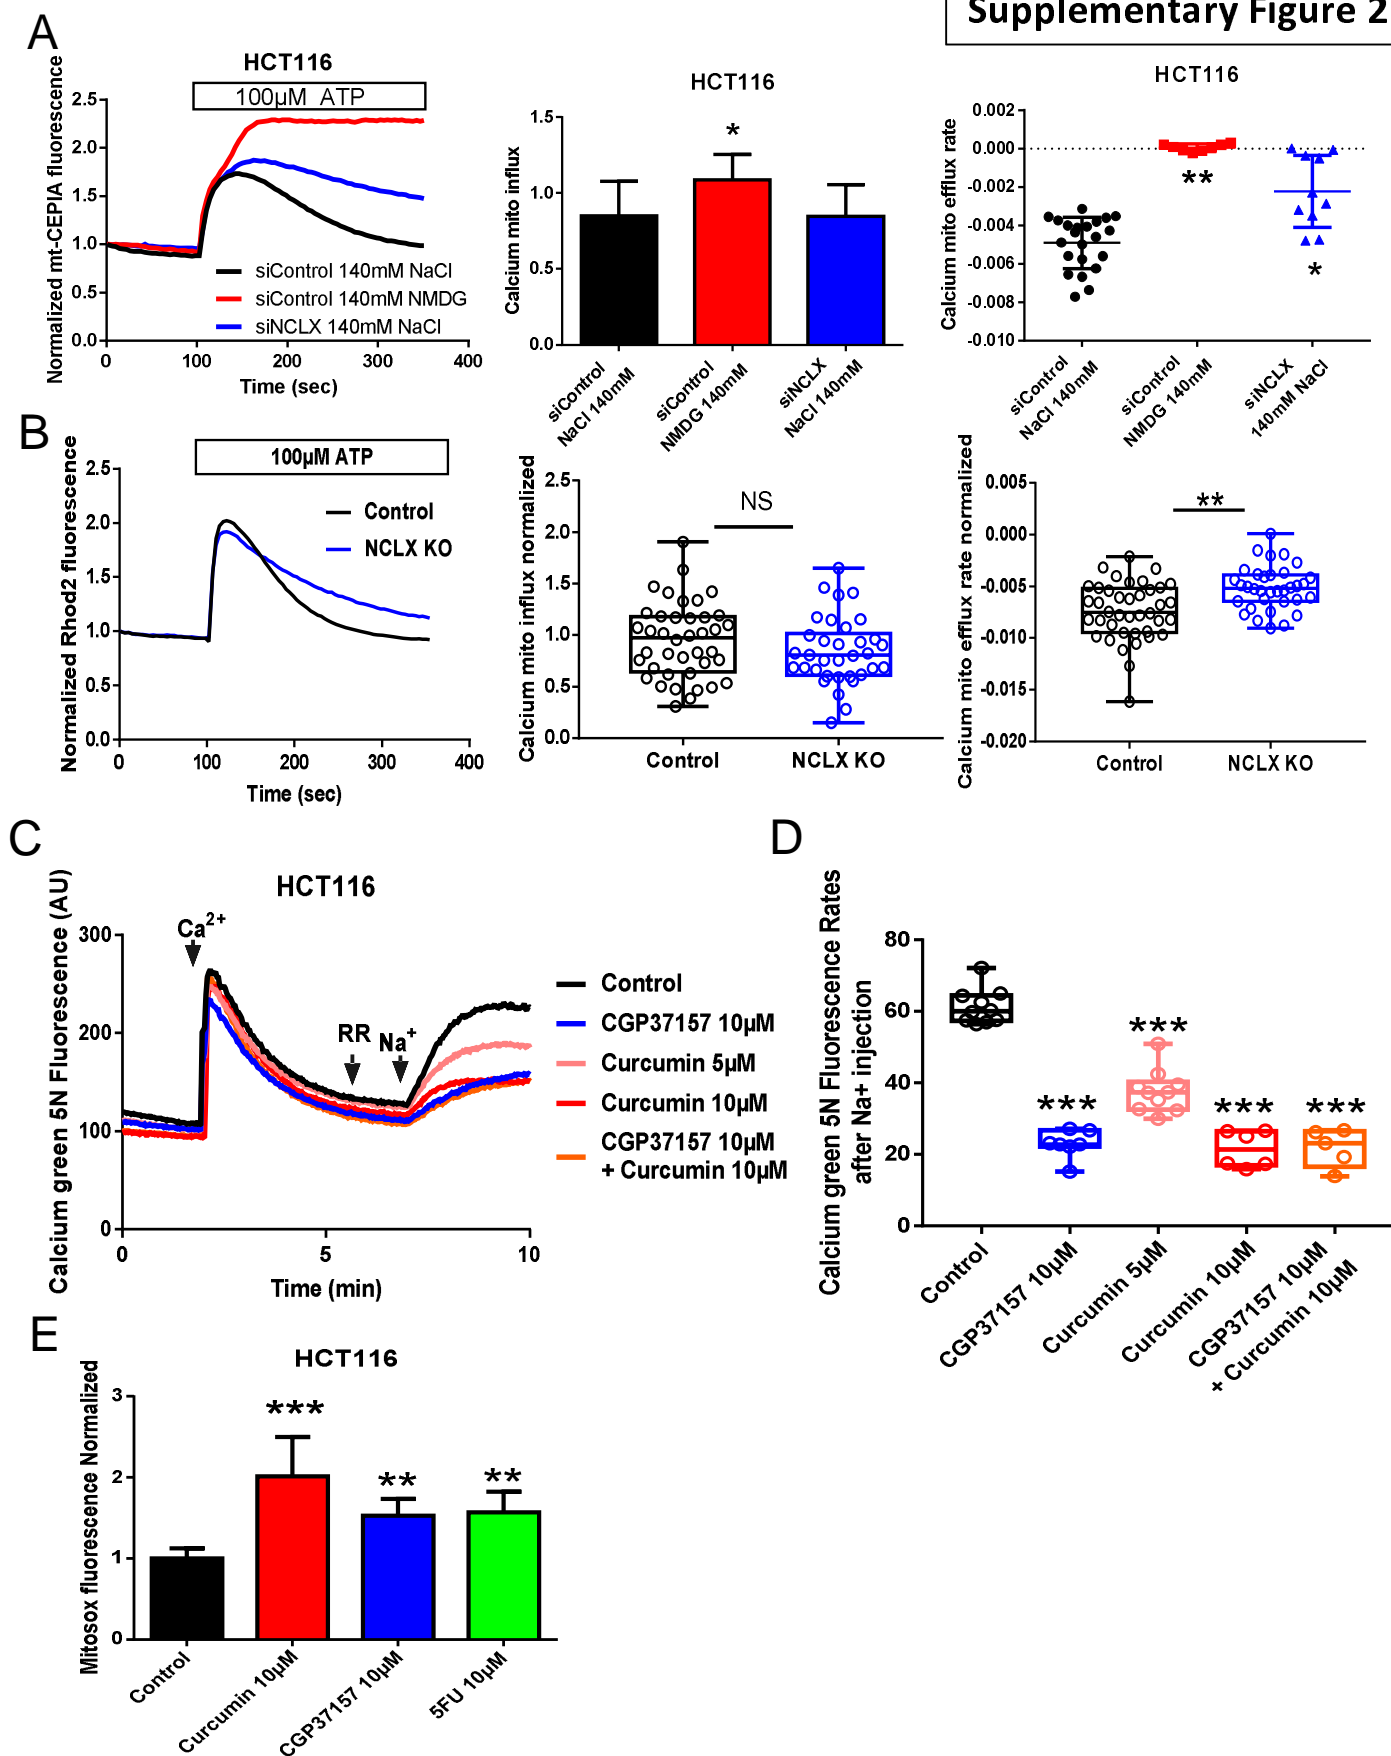 Supplementary Figure 2
A
HCT116
100µM ATP
Normalized mt-CEPIA fluorescence
2.5
2.0
1.5
1.0
0.5
0.0
siControl 140mM NaCl
siControl 140mM NMDG
siNCLX 140mM NaCl
0
100
200
300
400
Time (sec)
HCT116
Calcium mito influx
1.5
1.0
0.5
0.0
*
siControl
NaCl 140mM
siControl
NMDG 140mM
siNCLX
NaCl 140mM
HCT116
Calcium mito efflux rate
0.002
0.000
-0.002
-0.004
-0.006
-0.008
-0.010
**
*
siControl
NaCl 140mM
siControl
NMDG 140mM
siNCLX
140mM NaCl
B
100µM ATP
Normalized Rhod2 fluorescence
2.5
2.0
1.5
1.0
0.5
0.0
Control
NCLX KO
0
100
200
300
400
Time (sec)
Calcium mito influx normalized
2.5
2.0
1.5
1.0
0.5
0.0
NS
Control
NCLX KO
Calcium mito efflux rate normalized
0.005
0.000
-0.005
-0.010
-0.015
-0.020
**
Control
NCLX KO
C
HCT116
Calcium green 5N Fluorescence (AU)
300
200
100
0
Ca2+
RR
Na+
0
5
10
Time (min)
Control
CGP37157 10µM
Curcumin 5µM
Curcumin 10µM
CGP37157 10µM
+ Curcumin 10µM
D
Calcium green 5N Fluorescence Rates
after Na+ injection
80
60
40
20
0
***
***
***
***
Control
CGP37157 10µM
Curcumin 5µM
Curcumin 10µM
CGP37157 10µM
+ Curcumin 10µM
E
HCT116
Mitosox fluorescence Normalized
3
2
1
0
***
**
**
Control
Curcumin 10µM
CGP37157 10µM
5FU 10µM